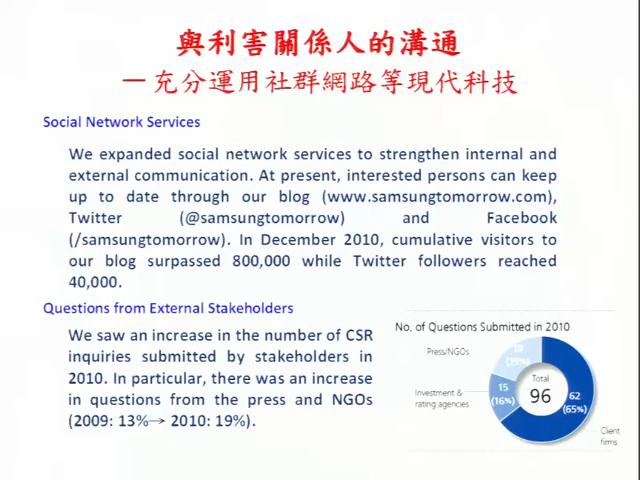 與利害關係人的溝通
－充分運用社群網路等現代科技
Social Network Services
We expanded social network services to strengthen internal and
external communication. At present, interested persons can keep
up to date through our blog (www.samsungtomorrow.com),
Twitter (@samsungtomorrow) and Facebook
(/samsungtomorrow). In December 2010, cumulative visitors to
our blog surpassed 800,000 while Twitter followers reached
40,000.
Questions from External Stakeholders
We saw an increase in the number of CSR
inquiries submitted by stakeholders in
2010. In particular, there was an increase
in questions from the press and NGOs
(2009: 13%→ 2010: 19%).
No. of Questions Submitted in 2010
Press/NGOs
19
(19%)
Investment &
rating agencies
15
(16%)
Total
96
62
(65%)
Client
firms